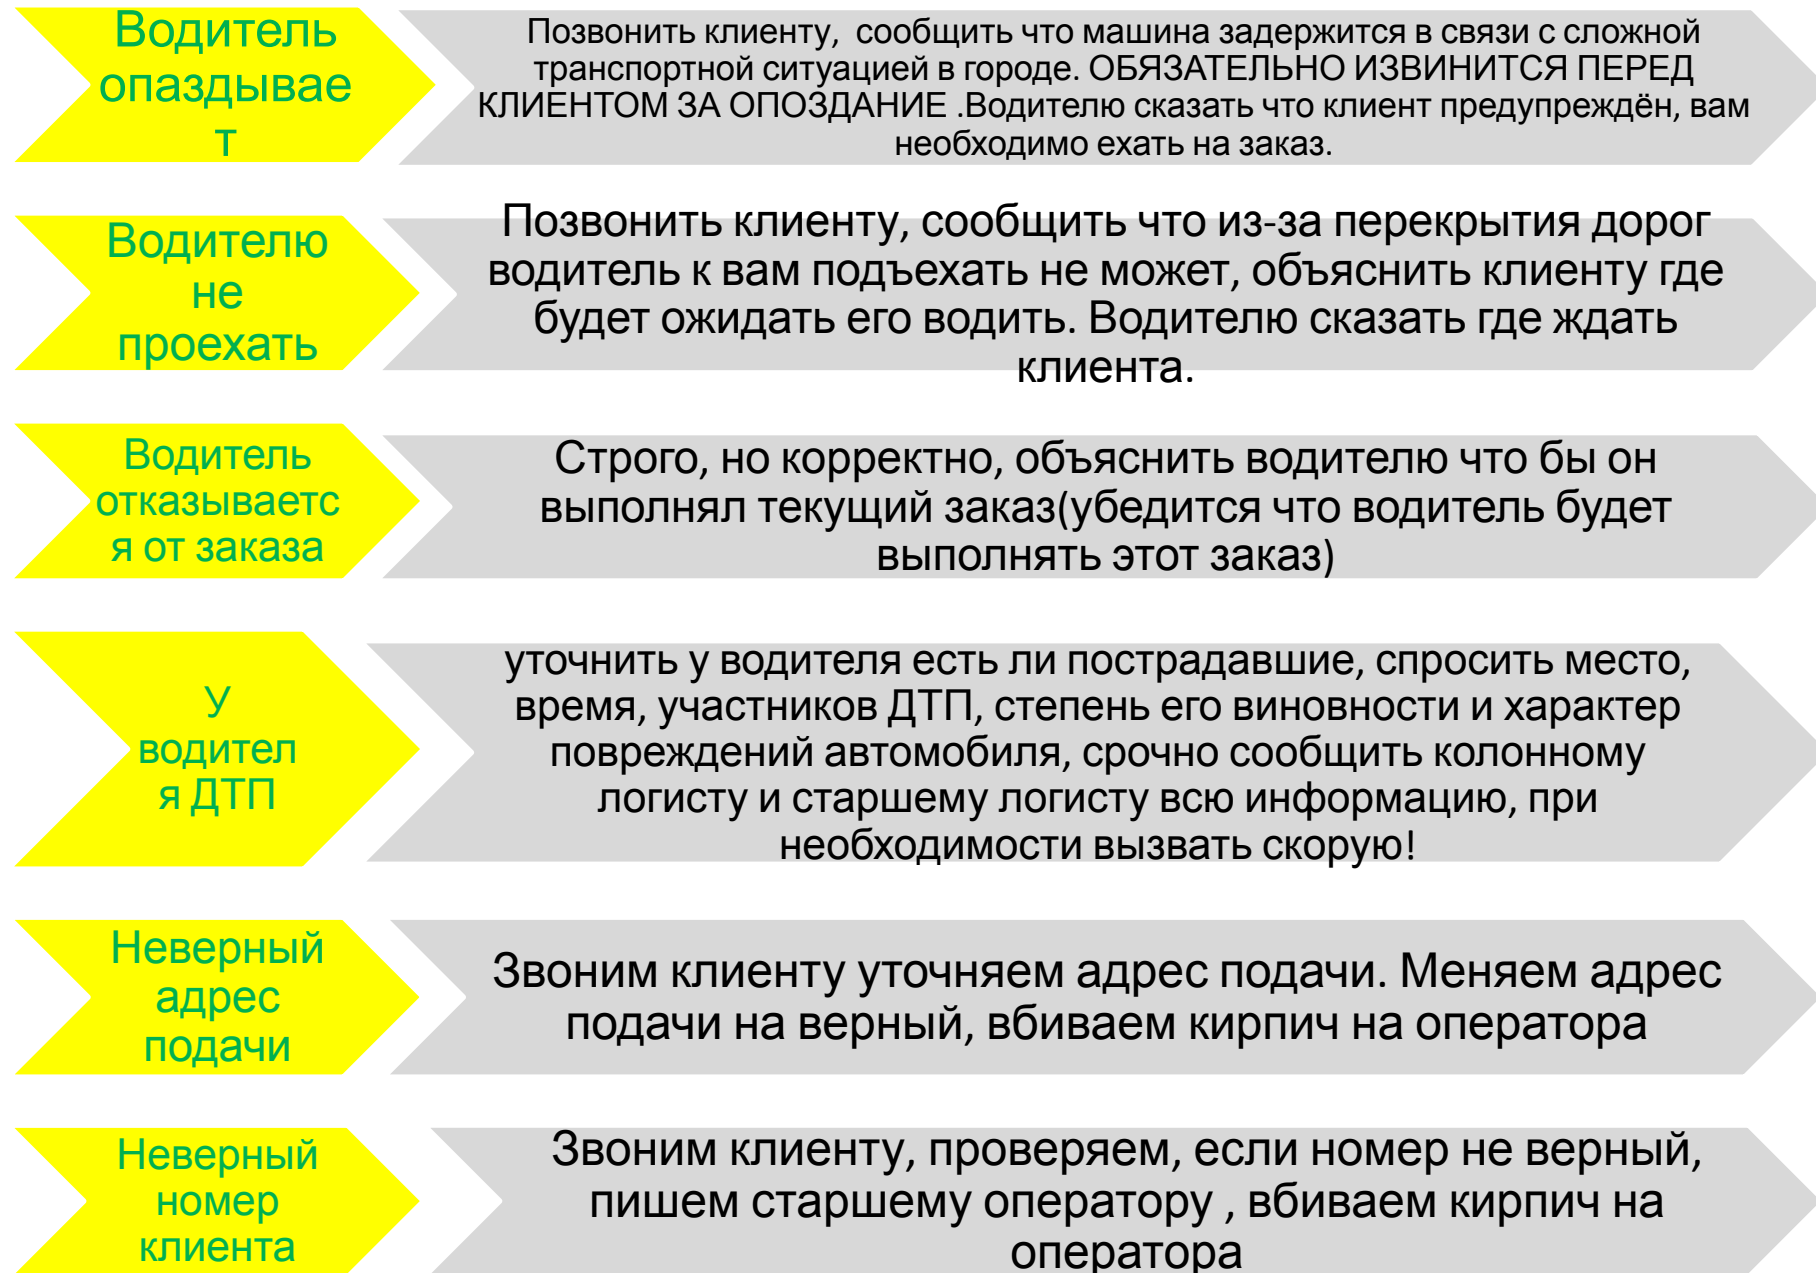 Водитель
опаздывае
т
Позвонить клиенту, сообщить что машина задержится в связи с сложной
транспортной ситуацией в городе. ОБЯЗАТЕЛЬНО ИЗВИНИТСЯ ПЕРЕД
КЛИЕНТОМ ЗА ОПОЗДАНИЕ .Водителю сказать что клиент предупреждён, вам
необходимо ехать на заказ.
Водителю
не
проехать
Позвонить клиенту, сообщить что из-за перекрытия дорог
водитель к вам подъехать не может, объяснить клиенту где
будет ожидать его водить. Водителю сказать где ждать
клиента.
Водитель
отказываетс
я от заказа
Строго, но корректно, объяснить водителю что бы он
выполнял текущий заказ(убедится что водитель будет
выполнять этот заказ)
У
водител
я ДТП
уточнить у водителя есть ли пострадавшие, спросить место,
время, участников ДТП, степень его виновности и характер
повреждений автомобиля, срочно сообщить колонному
логисту и старшему логисту всю информацию, при
необходимости вызвать скорую!
Неверный
адрес
подачи
Звоним клиенту уточняем адрес подачи. Меняем адрес
подачи на верный, вбиваем кирпич на оператора
Неверный
номер
клиента
Звоним клиенту, проверяем, если номер не верный,
пишем старшему оператору , вбиваем кирпич на
оператора